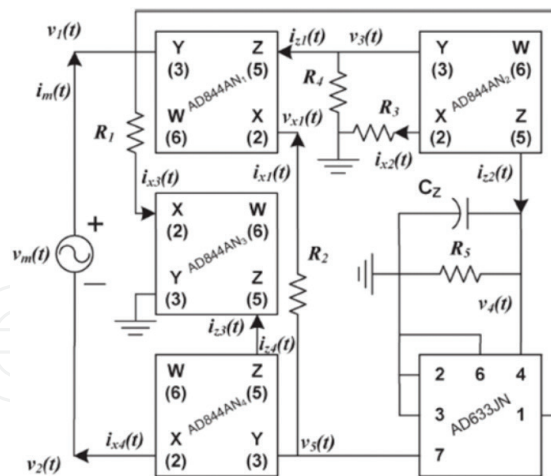 v1(t)
iz1(t)
v3(t)
im(t)
Y
Z
(3)
(5)
AD844AN1
W
X
(6)
(2)
vx1(t)
R4
R3
ix2(t)
Y
W
(3)
(6)
AD844AN2
X
Z
(2)
(5)
R1
ix3(t)
ix1(t)
iz2(t)
X
W
(2)
(6)
AD844AN3
Y
Z
(3)
(5)
vm(t)
+
−
R2
CZ
R5
v4(t)
iz3(t)
iz4(t)
W
Z
(6)
(5)
AD844AN4
X
Y
(2)
(3)
ix4(t)
v2(t)
v5(t)
2
6
4
AD633JN
3
1
7